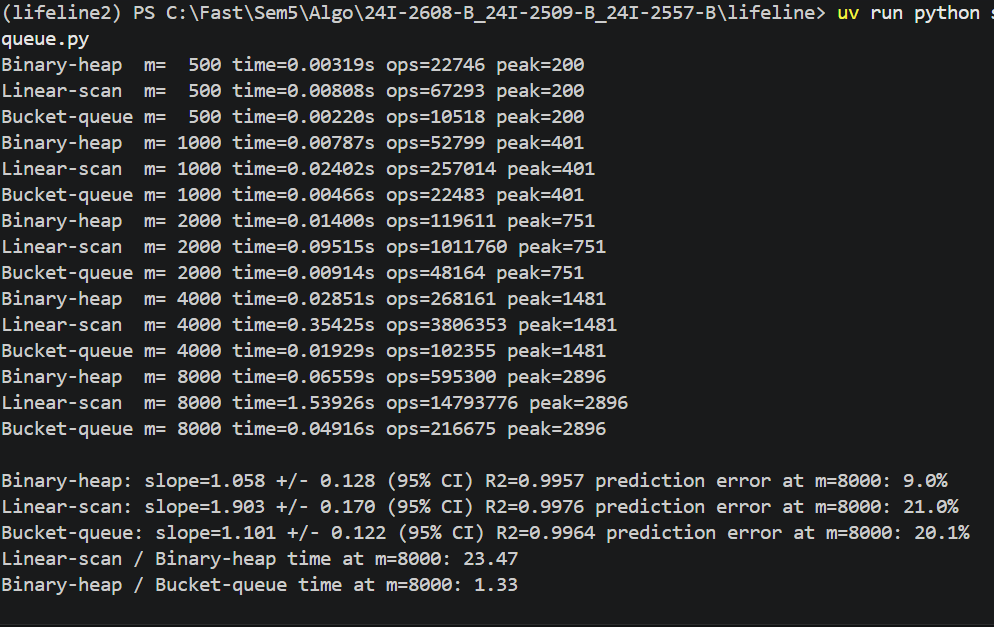 (lifeline2) PS C:\Fast\Sem5\Algo\24I-2608-B_24I-2509-B_24I-2557-B\lifeline> uv run python s
queue.py
Binary-heap  m=  500 time=0.00319s ops=22746 peak=200
Linear-scan  m=  500 time=0.00808s ops=67293 peak=200
Bucket-queue m=  500 time=0.00220s ops=10518 peak=200
Binary-heap  m= 1000 time=0.00787s ops=52799 peak=401
Linear-scan  m= 1000 time=0.02402s ops=257014 peak=401
Bucket-queue m= 1000 time=0.00466s ops=22483 peak=401
Binary-heap  m= 2000 time=0.01400s ops=119611 peak=751
Linear-scan  m= 2000 time=0.09515s ops=1011760 peak=751
Bucket-queue m= 2000 time=0.00914s ops=48164 peak=751
Binary-heap  m= 4000 time=0.02851s ops=268161 peak=1481
Linear-scan  m= 4000 time=0.35425s ops=3806353 peak=1481
Bucket-queue m= 4000 time=0.01929s ops=102355 peak=1481
Binary-heap  m= 8000 time=0.06559s ops=595300 peak=2896
Linear-scan  m= 8000 time=1.53926s ops=14793776 peak=2896
Bucket-queue m= 8000 time=0.04916s ops=216675 peak=2896
Binary-heap: slope=1.058 +/- 0.128 (95% CI) R2=0.9957 prediction error at m=8000: 9.0%
Linear-scan: slope=1.903 +/- 0.170 (95% CI) R2=0.9976 prediction error at m=8000: 21.0%
Bucket-queue: slope=1.101 +/- 0.122 (95% CI) R2=0.9964 prediction error at m=8000: 20.1%
Linear-scan / Binary-heap time at m=8000: 23.47
Binary-heap / Bucket-queue time at m=8000: 1.33